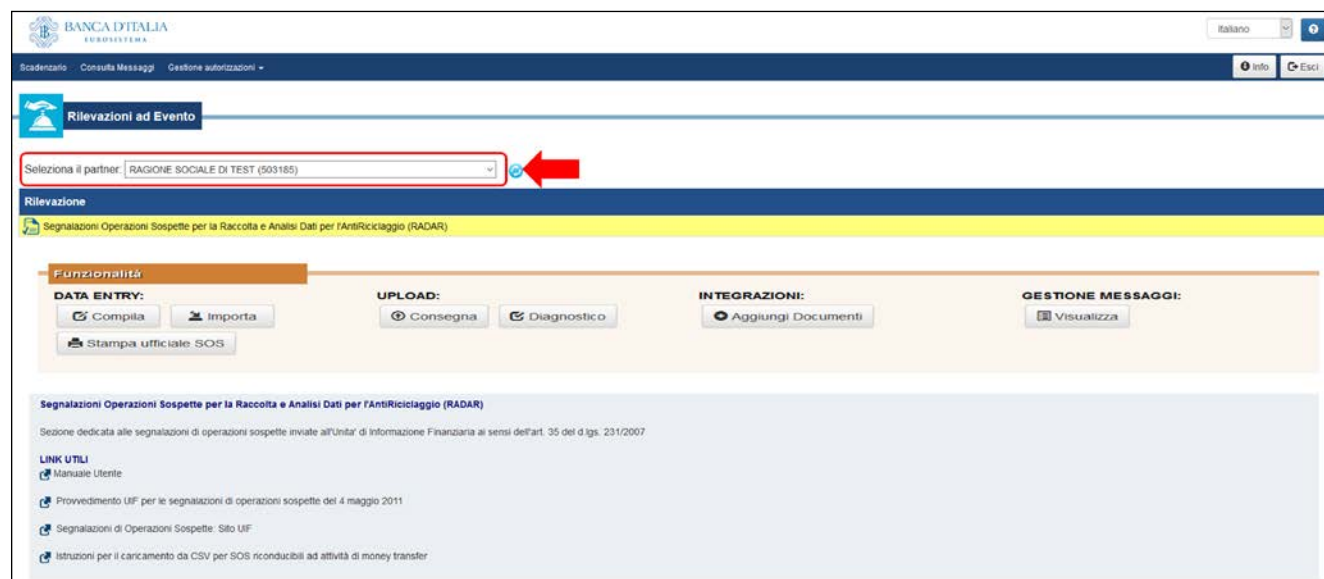 BANCA D'ITALIA
EUROSISTEMA
Italiano
Scadenzario Consulta Messaggi Gestione autorizzazioni
Info Esci
Rilevazioni ad Evento
Seleziona il partner: RAGIONE SOCIALE DI TEST (503185)
Rilevazione
Segnalazioni Operazioni Sospette per la Raccolta e Analisi Dati per l'AntiRiciclaggio (RADAR)
Funzionalità
DATA ENTRY: UPLOAD: INTEGRAZIONI: GESTIONE MESSAGGI:
Compila Importa Consegna Diagnostico Aggiungi Documenti Visualizza
Stampa ufficiale SOS
Segnalazioni Operazioni Sospette per la Raccolta e Analisi Dati per l'AntiRiciclaggio (RADAR)
Sezione dedicata alle segnalazioni di operazioni sospette inviate all'Unita' di Informazione Finanziaria ai sensi dell'art. 35 del d.lgs. 231/2007
LINK UTILI
Manuale Utente
Provvedimento UIF per le segnalazioni di operazioni sospette del 4 maggio 2011
Segnalazioni di Operazioni Sospette: Sito UIF
Istruzioni per il caricamento da CSV per SOS riconducibili ad attività di money transfer